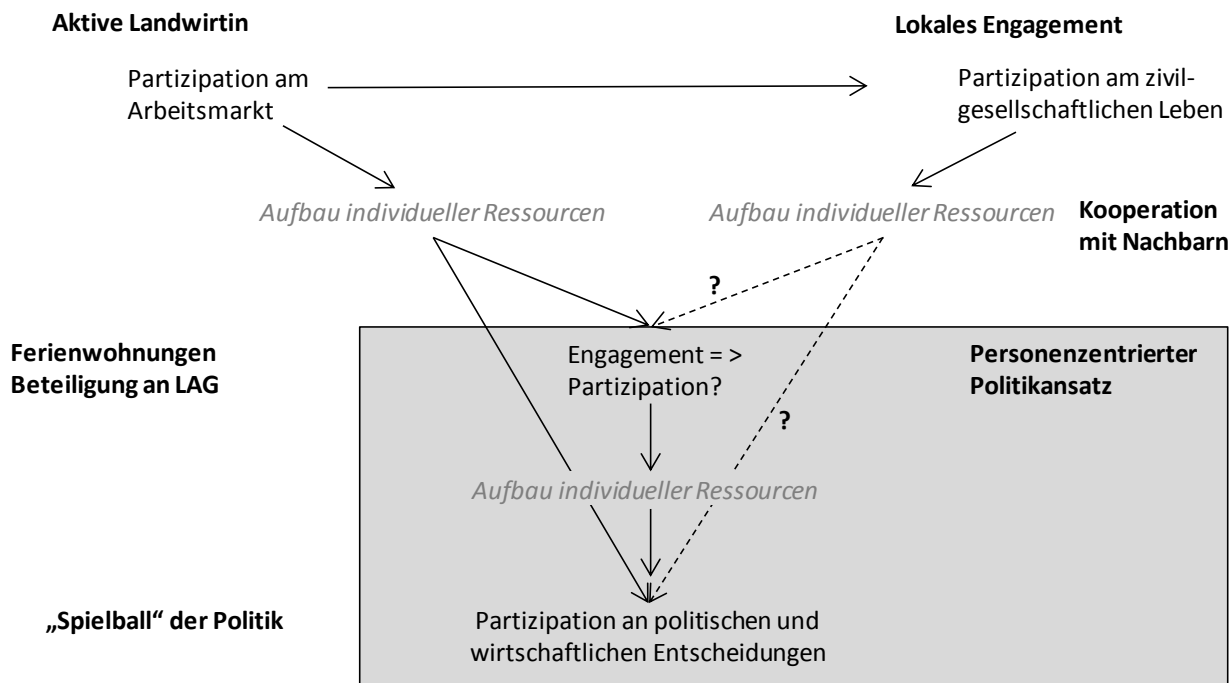 Aktive Landwirtin
Lokales Engagement
Partizipation am
Arbeitsmarkt
Partizipation am zivil-
gesellschaftlichen Leben
Aufbau individueller Ressourcen
Aufbau individueller Ressourcen
Kooperation
mit Nachbarn
?
Ferienwohnungen
Beteiligung an LAG
Engagement = >
Partizipation?
Personenzentrierter
Politikansatz
?
Aufbau individueller Ressourcen
„Spielball“ der Politik
Partizipation an politischen und
wirtschaftlichen Entscheidungen